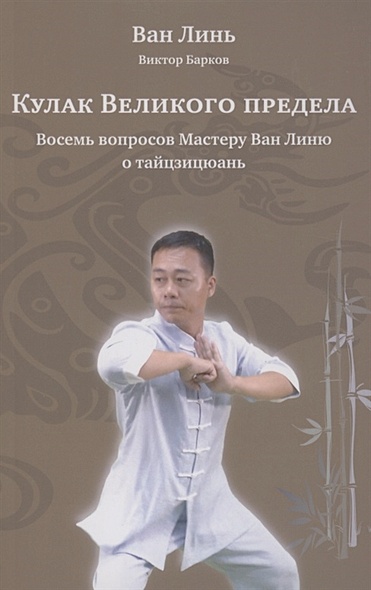 Ван Линь
Виктор Барков
Кулак Великого предела
Восемь вопросов Мастеру Ван Линю
о тайцзицюань